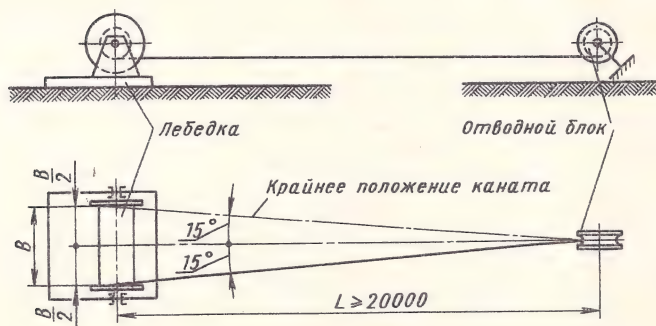 Лебедка
Отводной блок
Крайнее положение каната
B/2
B
B/2
15°
15°
L ≥ 20000